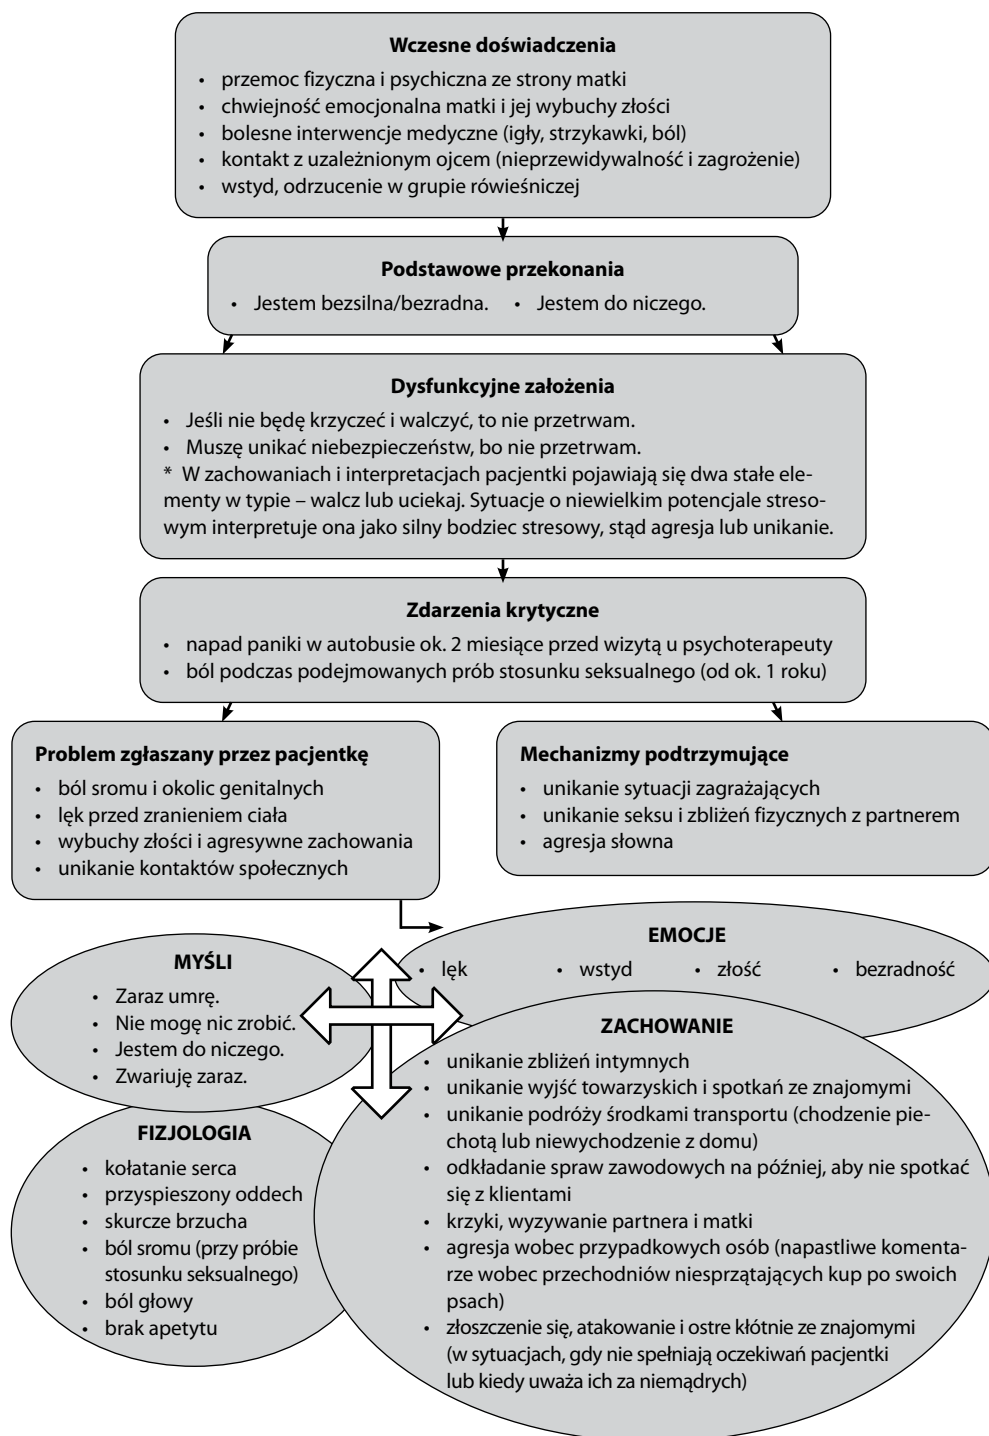 Wczesne doświadczenia
• przemoc fizyczna i psychiczna ze strony matki
• chwiejność emocjonalna matki i jej wybuchy złości
• bolesne interwencje medyczne (igły, strzykawki, ból)
• kontakt z uzależnionym ojcem (nieprzewidywalność i zagrożenie)
• wstyd, odrzucenie w grupie rówieśniczej
Podstawowe przekonania
• Jestem bezsilna/bezradna. • Jestem do niczego.
Dysfunkcyjne założenia
• Jeśli nie będę krzyczeć i walczyć, to nie przetrwam.
• Muszę unikać niebezpieczeństw, bo nie przetrwam.
* W zachowaniach i interpretacjach pacjentki pojawiają się dwa stałe ele-
menty w typie – walcz lub uciekaj. Sytuacje o niewielkim potencjale streso-
wym interpretuje ona jako silny bodziec stresowy, stąd agresja lub unikanie.
Zdarzenia krytyczne
• napad paniki w autobusie ok. 2 miesiące przed wizytą u psychoterapeuty
• ból podczas podejmowanych prób stosunku seksualnego (od ok. 1 roku)
Problem zgłaszany przez pacjentkę
• ból sromu i okolic genitalnych
• lęk przed zranieniem ciała
• wybuchy złości i agresywne zachowania
• unikanie kontaktów społecznych
Mechanizmy podtrzymujące
• unikanie sytuacji zagrażających
• unikanie seksu i zbliżeń fizycznych z partnerem
• agresja słowna
EMOCJE
• lęk • wstyd • złość • bezradność
MYŚLI
• Zaraz umrę.
• Nie mogę nic zrobić.
• Jestem do niczego.
• Zwariuję zaraz.
ZACHOWANIE
• unikanie zbliżeń intymnych
• unikanie wyjść towarzyskich i spotkań ze znajomymi
• unikanie podróży środkami transportu (chodzenie pie-
chotą lub niewychodzenie z domu)
• odkładanie spraw zawodowych na później, aby nie spotkać
się z klientami
• krzyki, wyzywanie partnera i matki
• agresja wobec przypadkowych osób (napastliwe komenta-
rze wobec przechodniów niesprzątających kup po swoich
psach)
• złoszczenie się, atakowanie i ostre kłótnie ze znajomymi
(w sytuacjach, gdy nie spełniają oczekiwań pacjentki
lub kiedy uważa ich za niemądrych)
FIZJOLOGIA
• kołatanie serca
• przyspieszony oddech
• skurcze brzucha
• ból sromu (przy próbie
stosunku seksualnego)
• ból głowy
• brak apetytu